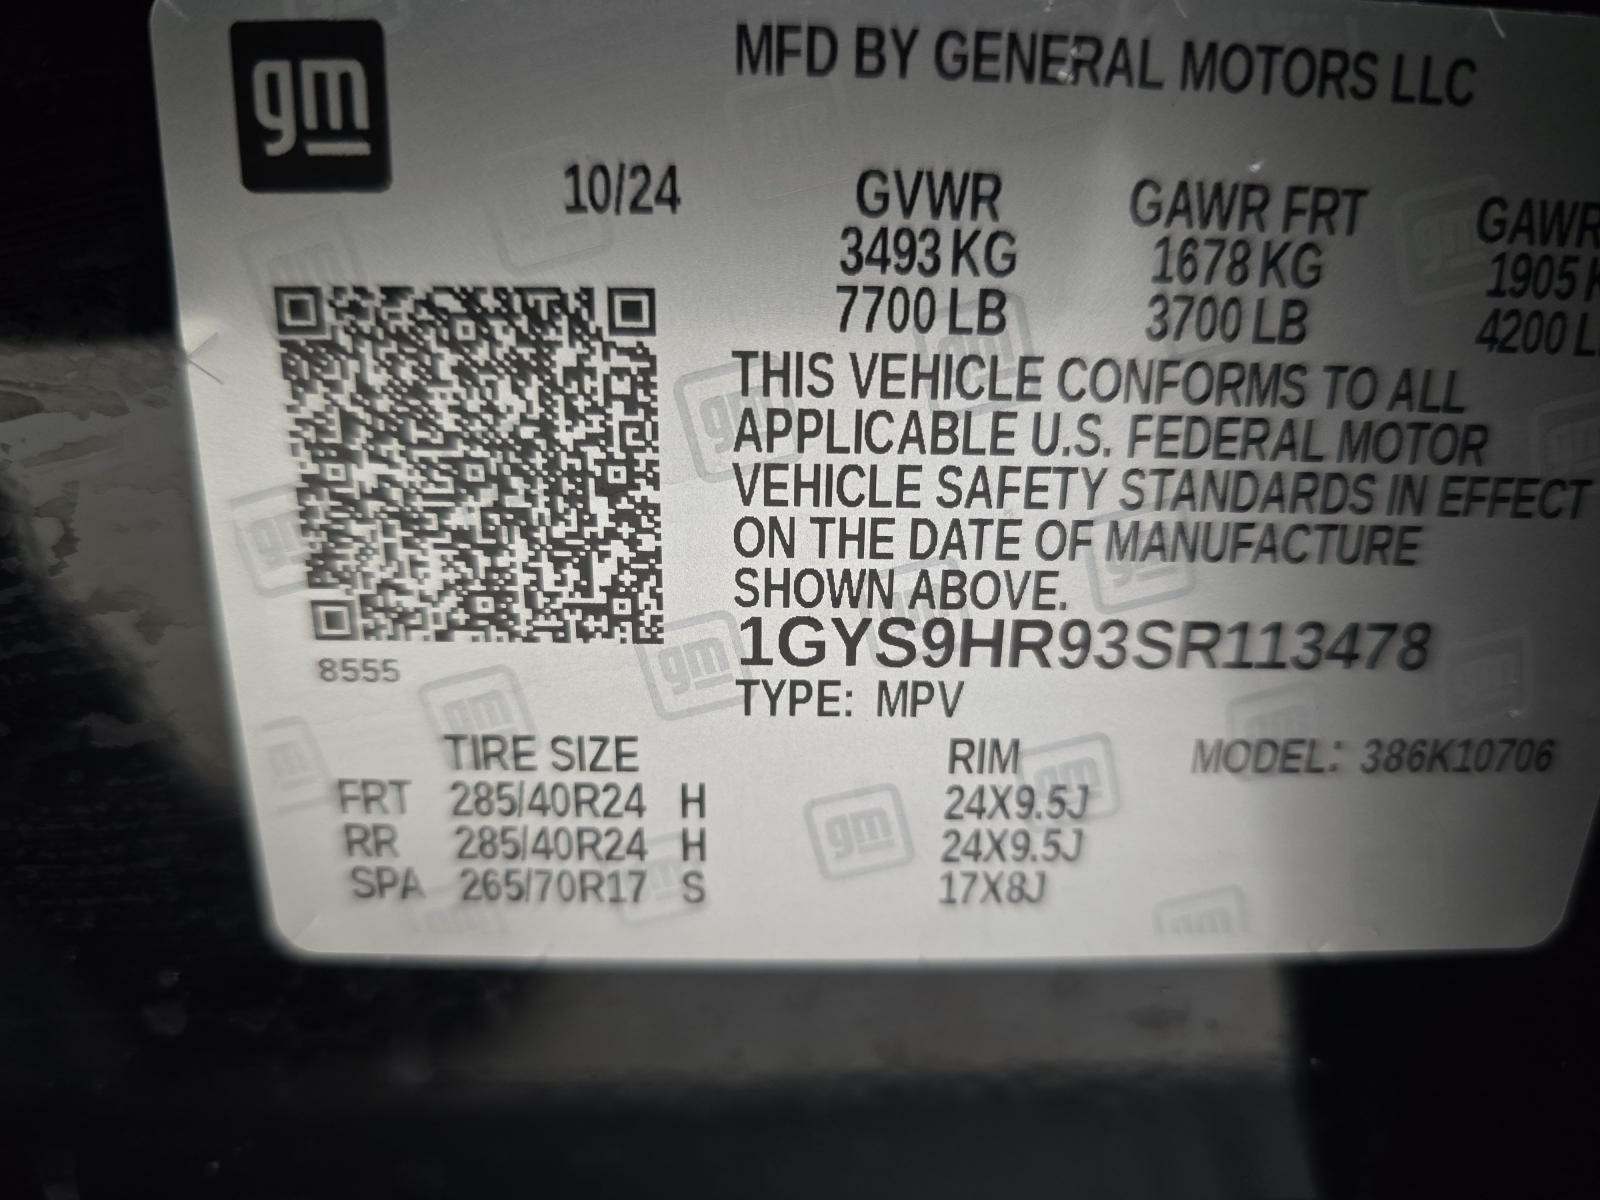 gm
MFD BY GENERAL MOTORS LLC
10/24 GVWR GAWR FRT GAWR
3493 KG 1678 KG 1905 K
7700 LB 3700 LB 4200 L
THIS VEHICLE CONFORMS TO ALL
APPLICABLE U.S. FEDERAL MOTOR
VEHICLE SAFETY STANDARDS IN EFFECT
ON THE DATE OF MANUFACTURE
SHOWN ABOVE.
1GYS9HR93SR113478
8555
TYPE: MPV
TIRE SIZE RIM MODEL: 386K10706
FRT 285/40R24 H 24X9.5J
RR 285/40R24 H 24X9.5J
SPA 265/70R17 S 17X8J